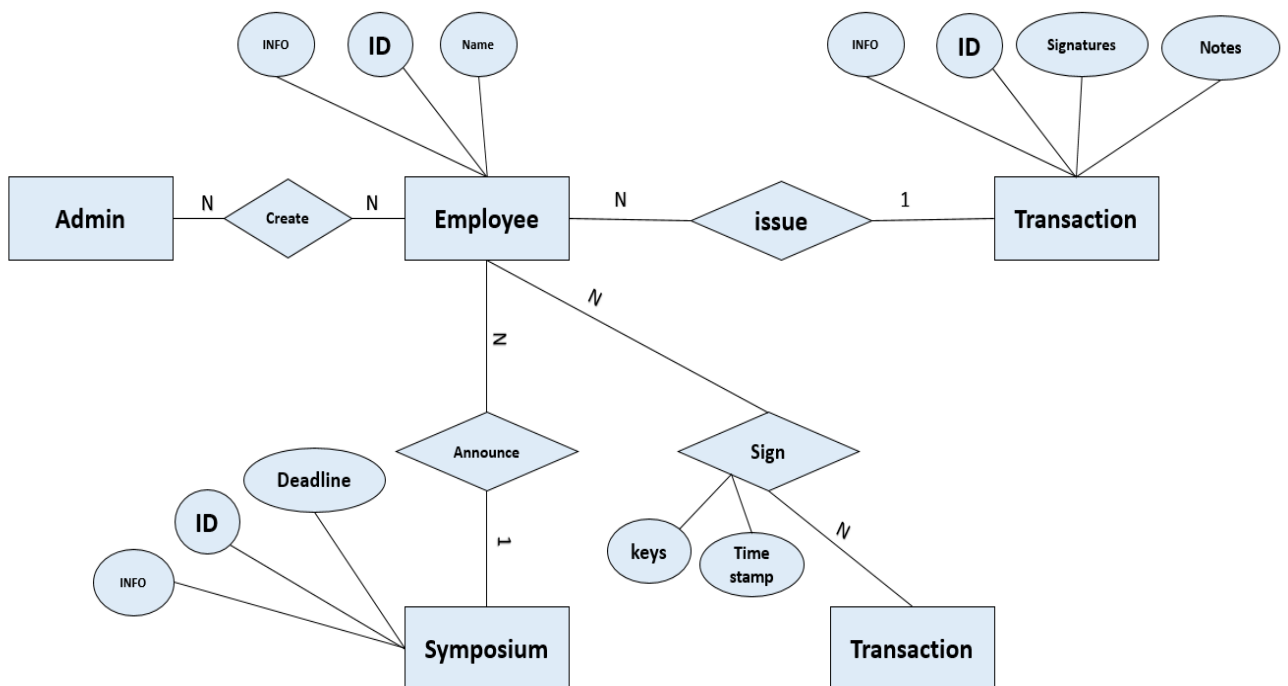 INFO
ID
Name
INFO
ID
Signatures
Notes
Admin
N
Create
N
Employee
N
issue
1
Transaction
N
N
Announce
Sign
Deadline
ID
INFO
1
keys
Time
stamp
N
Symposium
Transaction